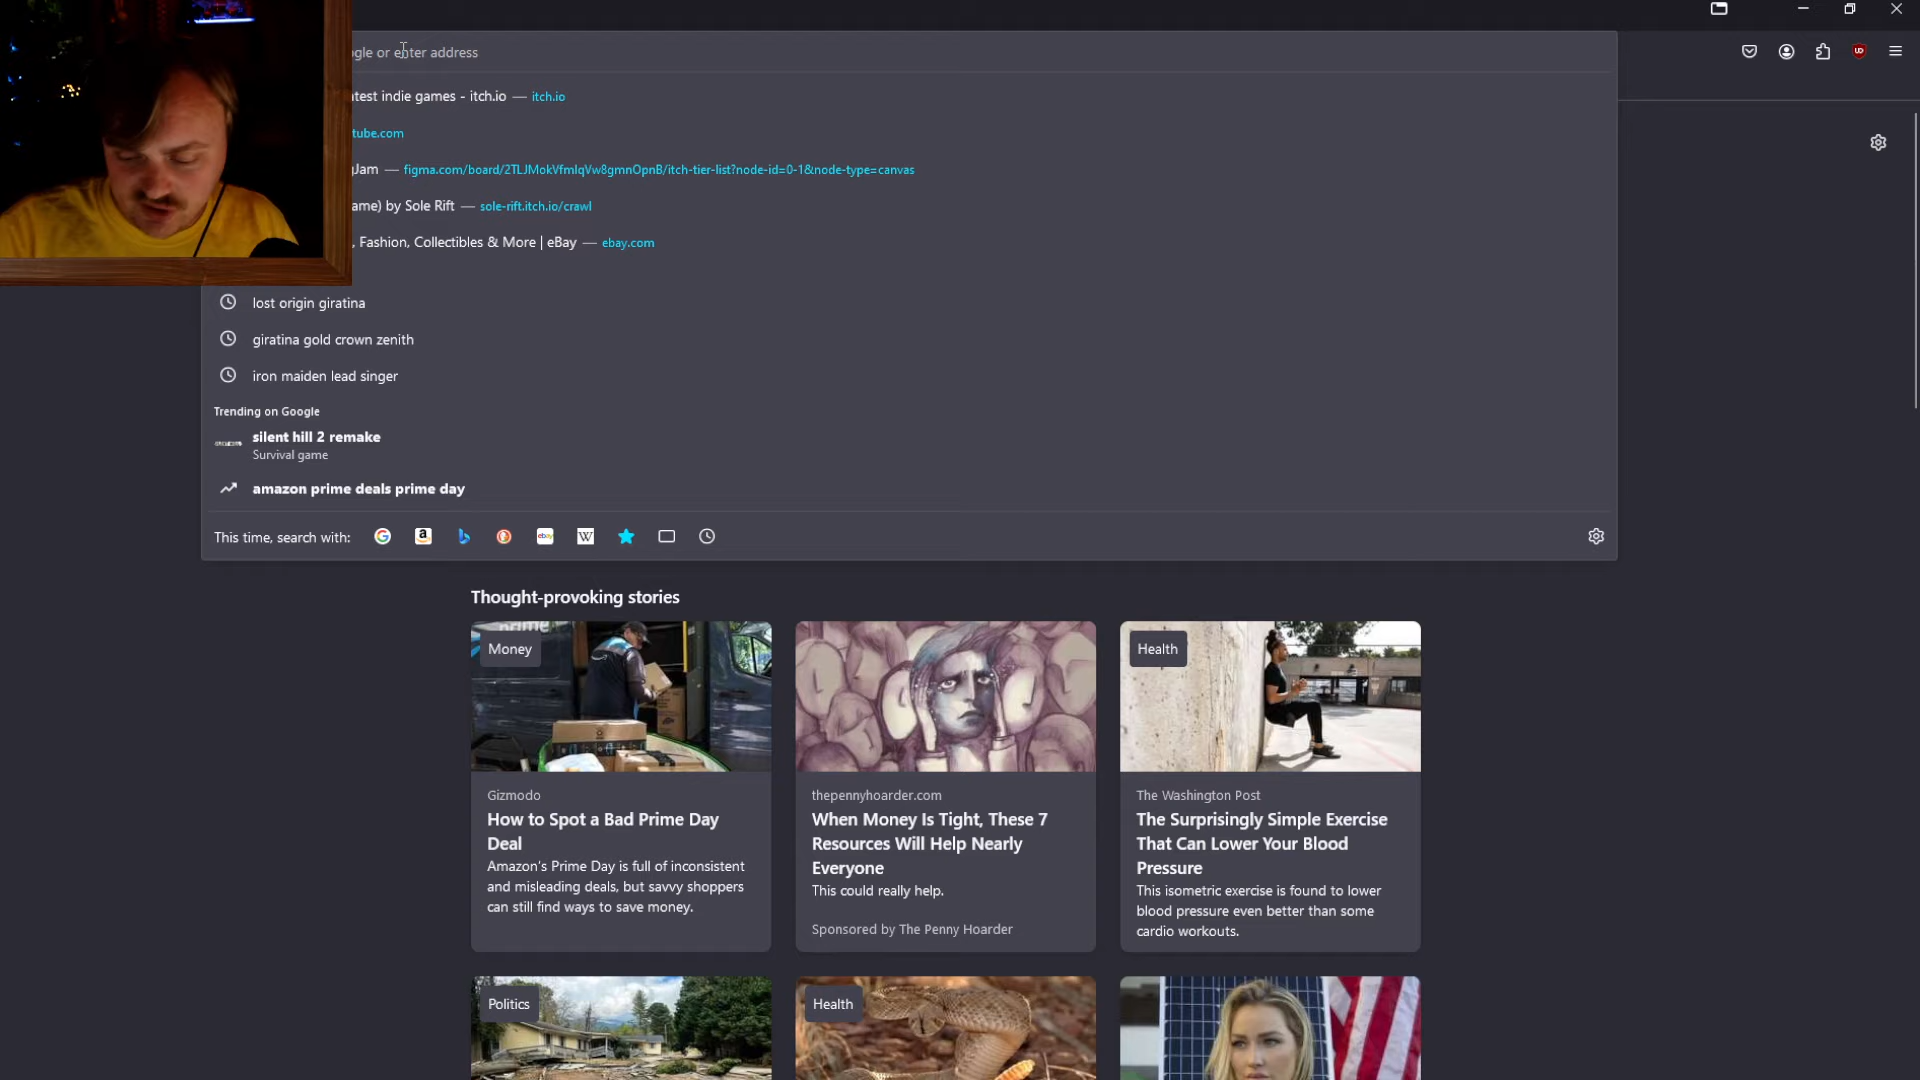 gle or enter address
test indie games - itch.io — itch.io
tube.com
gJam — figma.com/board/2TLJMokVfmIqVw8gmnOpnB/itch-tier-list?node-id=0-1&node-type=canvas
ame) by Sole Rift — sole-rift.itch.io/crawl
, Fashion, Collectibles & More | eBay — ebay.com
lost origin giratina
giratina gold crown zenith
iron maiden lead singer
Trending on Google
silent hill 2 remake
Survival game
amazon prime deals prime day
This time, search with:
Thought-provoking stories
Money
Gizmodo
How to Spot a Bad Prime Day
Deal
Amazon's Prime Day is full of inconsistent
and misleading deals, but savvy shoppers
can still find ways to save money.
thepennyhoarder.com
When Money Is Tight, These 7
Resources Will Help Nearly
Everyone
This could really help.
Sponsored by The Penny Hoarder
Health
The Washington Post
The Surprisingly Simple Exercise
That Can Lower Your Blood
Pressure
This isometric exercise is found to lower
blood pressure even better than some
cardio workouts.
Politics
Health